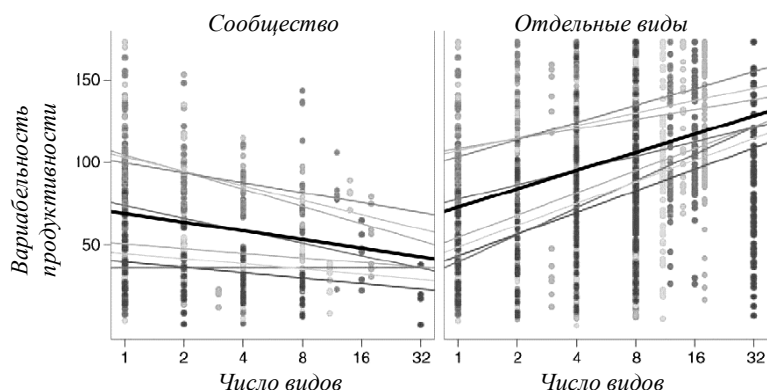 Сообщество
Отдельные виды
Вариабельность
продуктивности
150
100
50
1 2 4 8 16 32
1 2 4 8 16 32
Число видов
Число видов